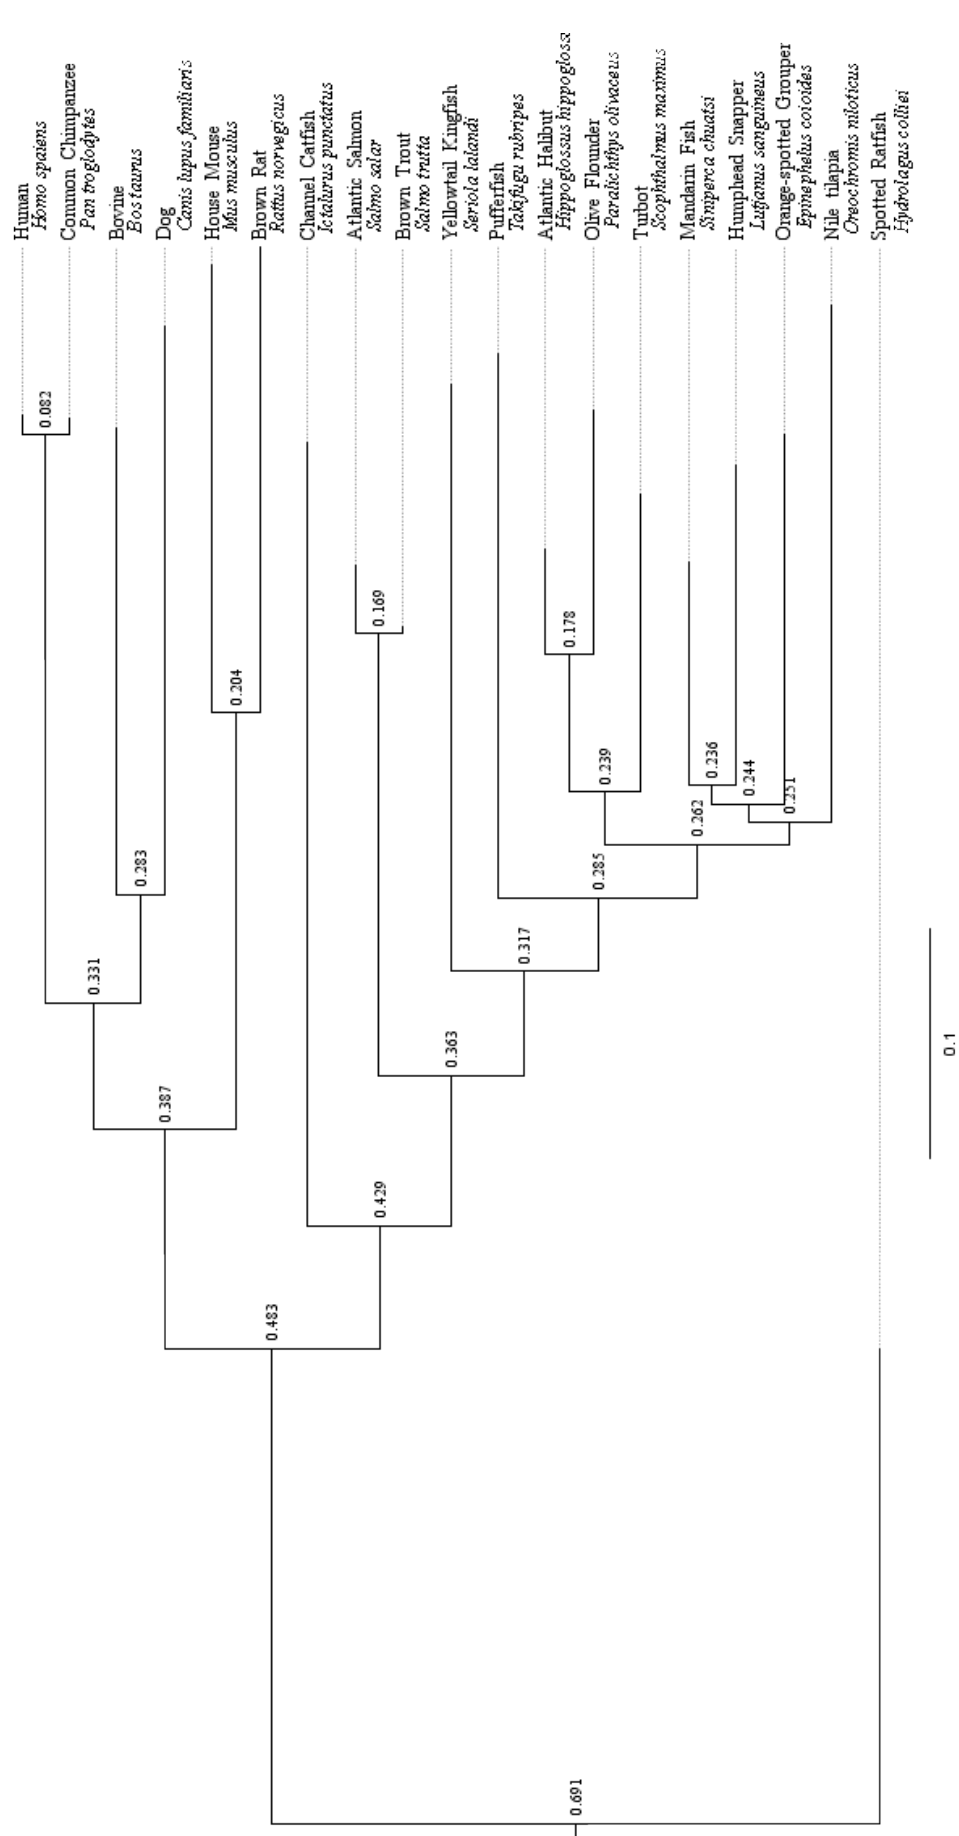 Human
Homo spaiens
Common Chimpanzee
Pan troglodytes
Bovine
Bos taurus
Dog
Canis lupus familiaris
House Mouse
Mus musculus
Brown Rat
Rattus norvegicus
Channel Catfish
Ictalurus punctatus
Atlantic Salmon
Salmo salar
Brown Trout
Salmo trutta
Yellowtail Kingfish
Seriola lalandi
Pufferfish
Takifugu rubripes
Atlantic Halibut
Hippoglossus hippoglossu
Olive Flounder
Paralichthys olivaceus
Turbot
Scophthalmus maximus
Mandarin Fish
Siniperca chuatsi
Humphead Snapper
Lutjanus sanguineus
Orange-spotted Grouper
Epinephelus coioides
Nile tilapia
Oreochromis niloticus
Spotted Ratfish
Hydrolagus colliei
0.082
0.169
0.178
0.204
0.236
0.239
0.244
0.251
0.262
0.283
0.285
0.317
0.331
0.363
0.387
0.429
0.483
0.691
0.1